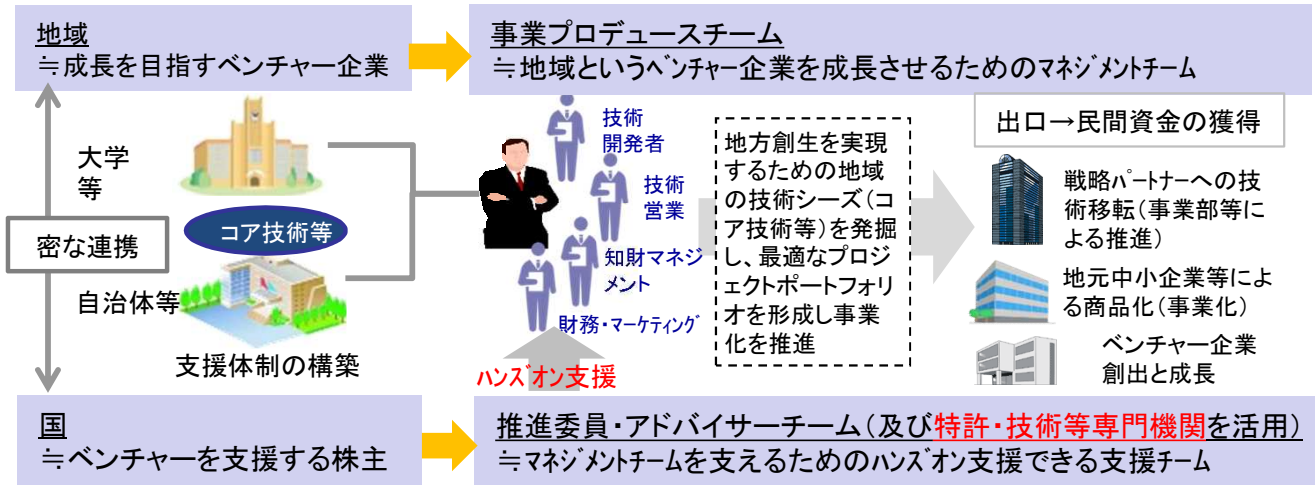 地域
≒成長を目指すベンチャー企業
事業プロデュースチーム
≒地域というﾍﾞﾝﾁｬｰ企業を成長させるためのﾏﾈｼﾞﾒﾝﾄチーム
大学
等
密な連携
自治体等
コア技術等
支援体制の構築
技術
開発者
技術
営業
知財マネジ
メント
財務・マーケティング
ﾊﾝｽﾞｵﾝ支援
地方創生を実現
するための地域
の技術シーズ（コ
ア技術等）を発掘
し、最適なプロジ
ェクトポートフォリ
オを形成し事業
化を推進
出口→民間資金の獲得
戦略ﾊﾟｰﾄﾅｰへの技
術移転（事業部等に
よる推進）
地元中小企業等によ
る商品化（事業化）
ベンチャー企業
創出と成長
国
≒ベンチャーを支援する株主
推進委員・アドバイザーチーム（及び特許・技術等専門機関を活用）
≒ﾏﾈｼﾞﾒﾝﾄチームを支えるためのﾊﾝｽﾞｵﾝ支援できる支援チーム